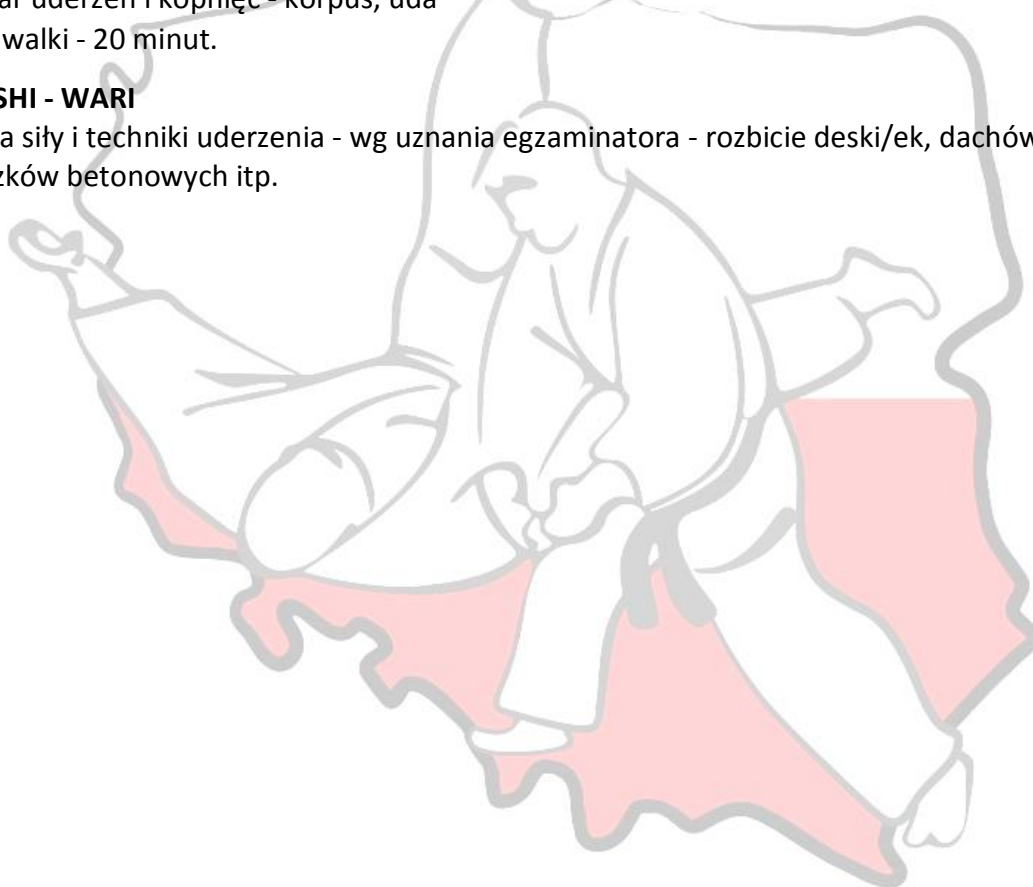 ar uderzeń i kopnięć - korpus, uda
walki - 20 minut.
SHI - WARI
a siły i techniki uderzenia - wg uznania egzaminatora - rozbicie deski/ek, dachów
zków betonowych itp.